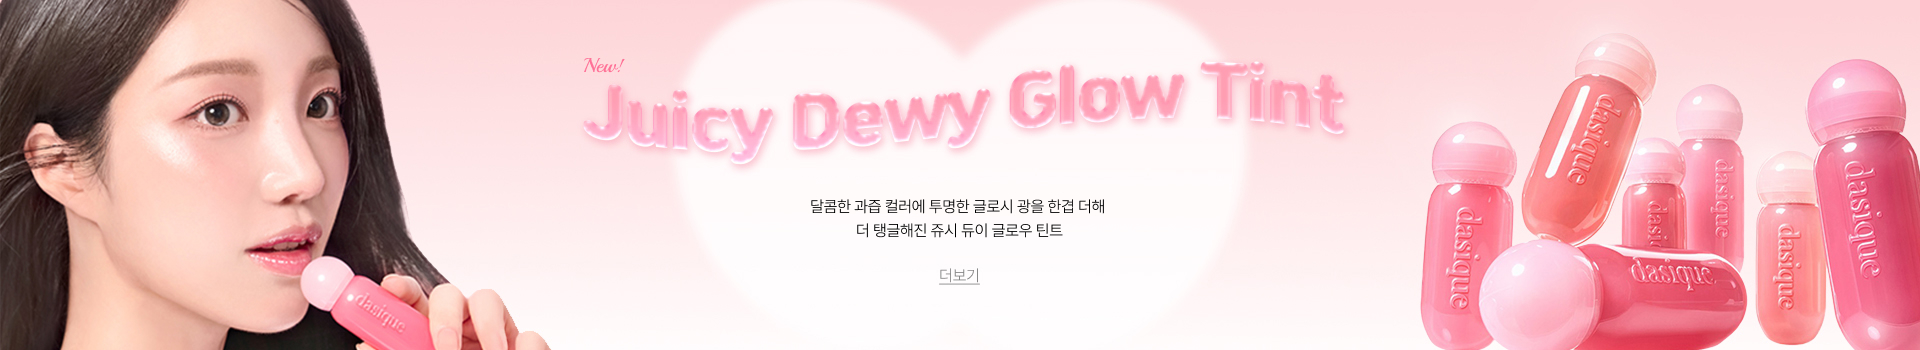 New!
Juicy Dewy Glow Tint
달콤한 과즙 컬러에 투명한 글로시 광을 한겹 더해
더 탱글해진 쥬시 듀이 글로우 틴트
더보기
dasique
dasique
dasique
dasique
dasique
dasique
dasique